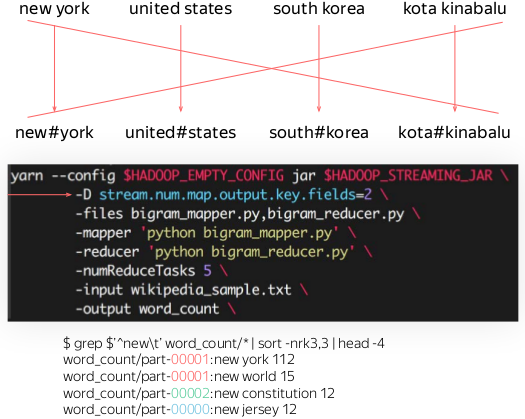 new york united states south korea kota kinabalu
new#york united#states south#korea kota#kinabalu
yarn --config $HADOOP_EMPTY_CONFIG jar $HADOOP_STREAMING_JAR \
-D stream.num.map.output.key.fields=2 \
-files bigram_mapper.py,bigram_reducer.py \
-mapper 'python bigram_mapper.py' \
-reducer 'python bigram_reducer.py' \
-numReduceTasks 5 \
-input wikipedia_sample.txt \
-output word_count \
$ grep $'^new\t' word_count/* | sort -nrk3,3 | head -4
word_count/part-00001:new york 112
word_count/part-00001:new world 15
word_count/part-00002:new constitution 12
word_count/part-00000:new jersey 12